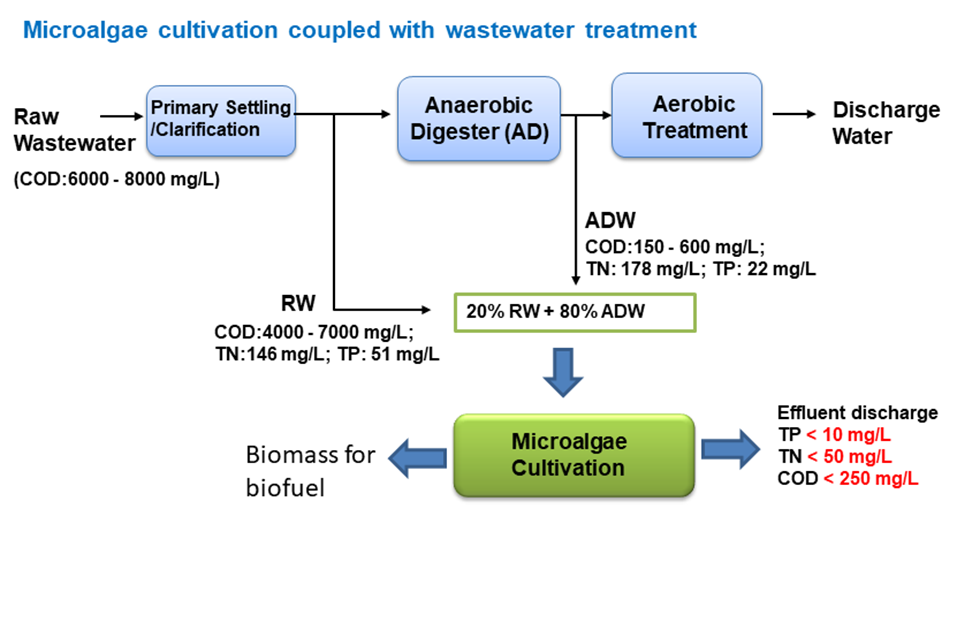 Microalgae cultivation coupled with wastewater treatment
Raw
Wastewater
(COD:6000 - 8000 mg/L)
Primary Settling
/Clarification
Anaerobic
Digester (AD)
Aerobic
Treatment
Discharge
Water
ADW
COD:150 - 600 mg/L;
TN: 178 mg/L; TP: 22 mg/L
RW
COD:4000 - 7000 mg/L;
TN:146 mg/L; TP: 51 mg/L
20% RW + 80% ADW
Microalgae
Cultivation
Biomass for
biofuel
Effluent discharge
TP < 10 mg/L
TN < 50 mg/L
COD < 250 mg/L